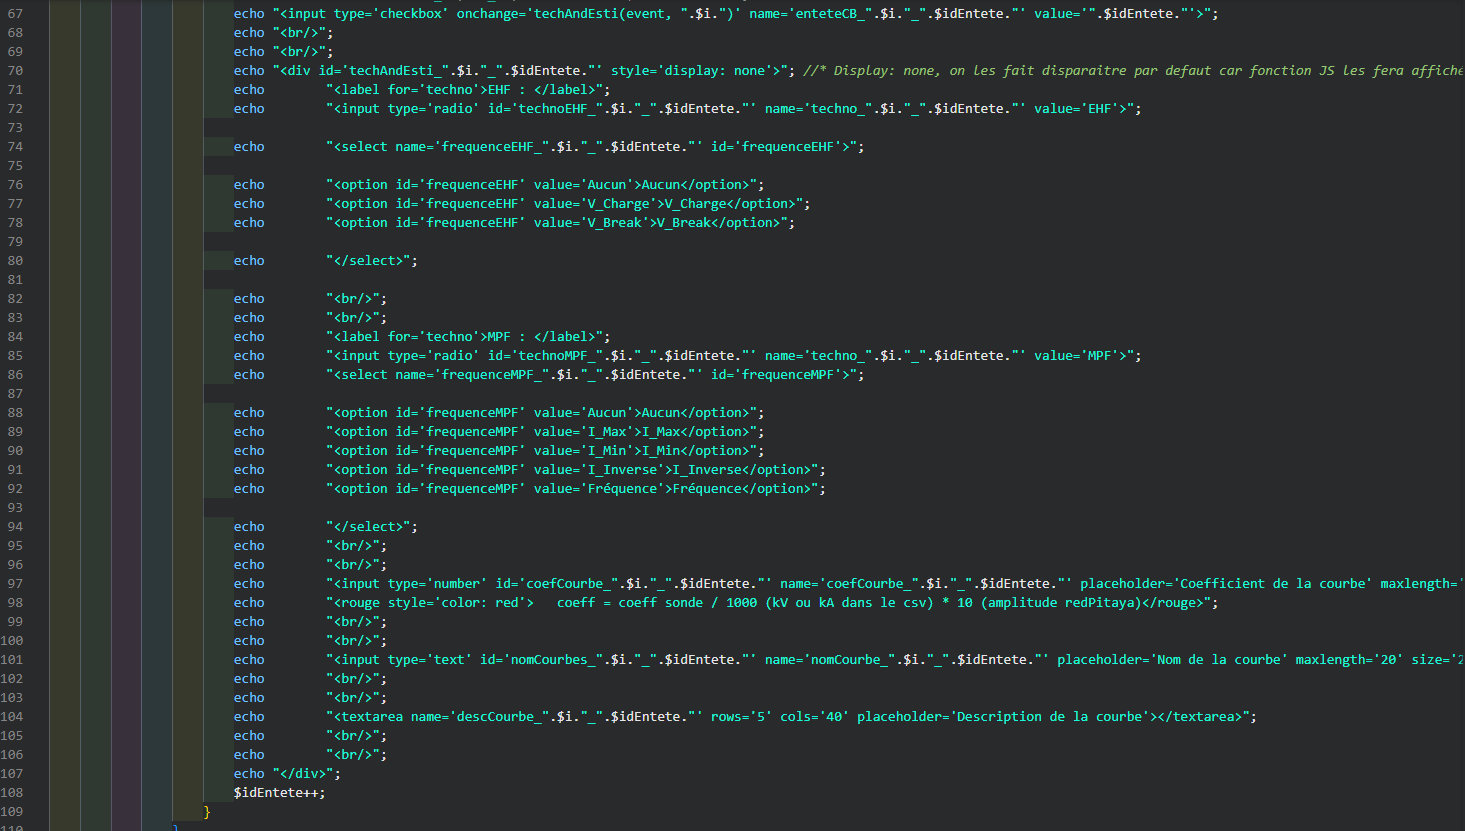 67 echo "<input type='checkbox' onchange='techAndEsti(event, ".$i.")' name='enteteCB_".$i."_".$idEntete."' value='".$idEntete."'>";
68 echo "<br/>";
69 echo "<br/>";
70 echo "<div id='techAndEsti_".$i."_".$idEntete."' style='display: none'>"; //* Display: none, on les fait disparaitre par defaut car fonction JS les fera affiche
71 echo "<label for='techno'>EHF : </label>";
72 echo "<input type='radio' id='technoEHF_".$i."_".$idEntete."' name='techno_".$i."_".$idEntete."' value='EHF'>";
73
74 echo "<select name='frequenceEHF_".$i."_".$idEntete."' id='frequenceEHF'>";
75
76 echo "<option id='frequenceEHF' value='Aucun'>Aucun</option>";
77 echo "<option id='frequenceEHF' value='V_Charge'>V_Charge</option>";
78 echo "<option id='frequenceEHF' value='V_Break'>V_Break</option>";
79
80 echo "</select>";
81
82 echo "<br/>";
83 echo "<br/>";
84 echo "<label for='techno'>MPF : </label>";
85 echo "<input type='radio' id='technoMPF_".$i."_".$idEntete."' name='techno_".$i."_".$idEntete."' value='MPF'>";
86 echo "<select name='frequenceMPF_".$i."_".$idEntete."' id='frequenceMPF'>";
87
88 echo "<option id='frequenceMPF' value='Aucun'>Aucun</option>";
89 echo "<option id='frequenceMPF' value='I_Max'>I_Max</option>";
90 echo "<option id='frequenceMPF' value='I_Min'>I_Min</option>";
91 echo "<option id='frequenceMPF' value='I_Inverse'>I_Inverse</option>";
92 echo "<option id='frequenceMPF' value='Fréquence'>Fréquence</option>";
93
94 echo "</select>";
95 echo "<br/>";
96 echo "<br/>";
97 echo "<input type='number' id='coefCourbe_".$i."_".$idEntete."' name='coefCourbe_".$i."_".$idEntete."' placeholder='Coefficient de la courbe' maxlength='
98 echo "<rouge style='color: red'>   coeff = coeff sonde / 1000 (kV ou kA dans le csv) * 10 (amplitude redPitaya)</rouge>";
99 echo "<br/>";
100 echo "<br/>";
101 echo "<input type='text' id='nomCourbes_".$i."_".$idEntete."' name='nomCourbe_".$i."_".$idEntete."' placeholder='Nom de la courbe' maxlength='20' size='2
102 echo "<br/>";
103 echo "<br/>";
104 echo "<textarea name='descCourbe_".$i."_".$idEntete."' rows='5' cols='40' placeholder='Description de la courbe'></textarea>";
105 echo "<br/>";
106 echo "<br/>";
107 echo "</div>";
108 $idEntete++;
109 }
110 }